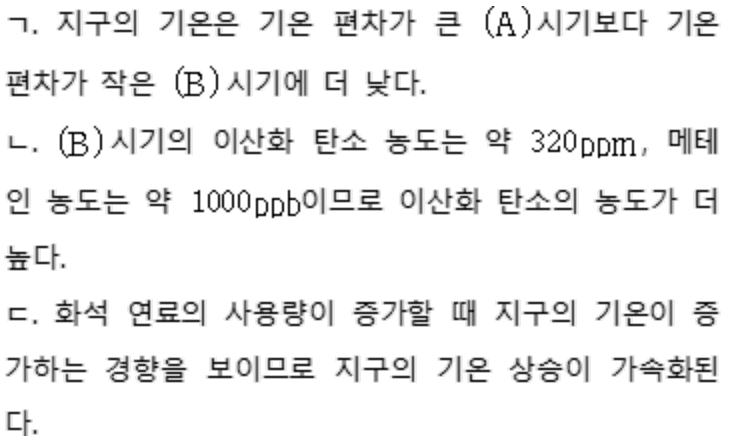 ㄱ. 지구의 기온은 기온 편차가 큰 (A)시기보다 기온
편차가 작은 (B)시기에 더 낮다.
ㄴ. (B)시기의 이산화 탄소 농도는 약 320ppm, 메테
인 농도는 약 1000ppb이므로 이산화 탄소의 농도가 더
높다.
ㄷ. 화석 연료의 사용량이 증가할 때 지구의 기온이 증
가하는 경향을 보이므로 지구의 기온 상승이 가속화된
다.